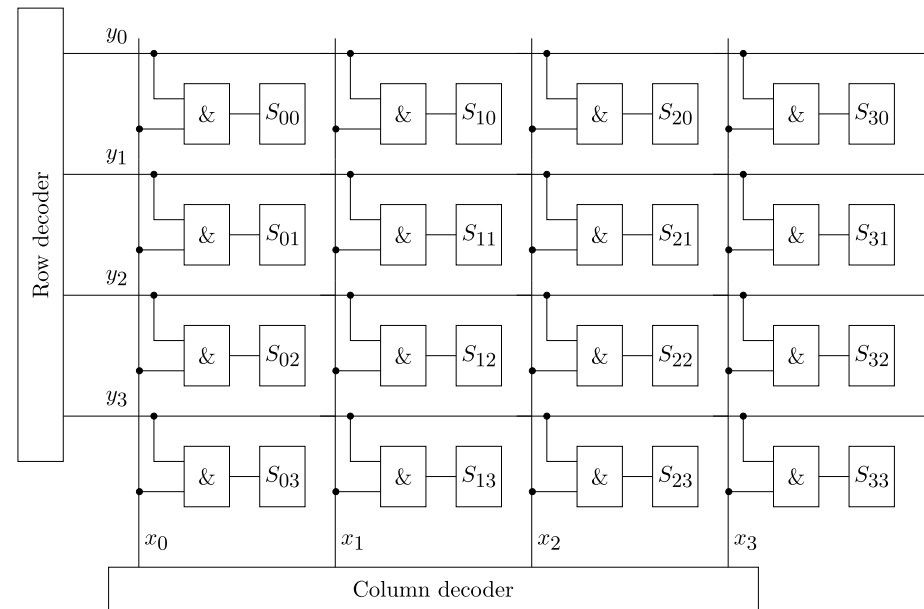 y0
& S00 & S10 & S20 & S30
y1
& S01 & S11 & S21 & S31
Row decoder
y2
& S02 & S12 & S22 & S32
y3
& S03 & S13 & S23 & S33
x0 x1 x2 x3
Column decoder